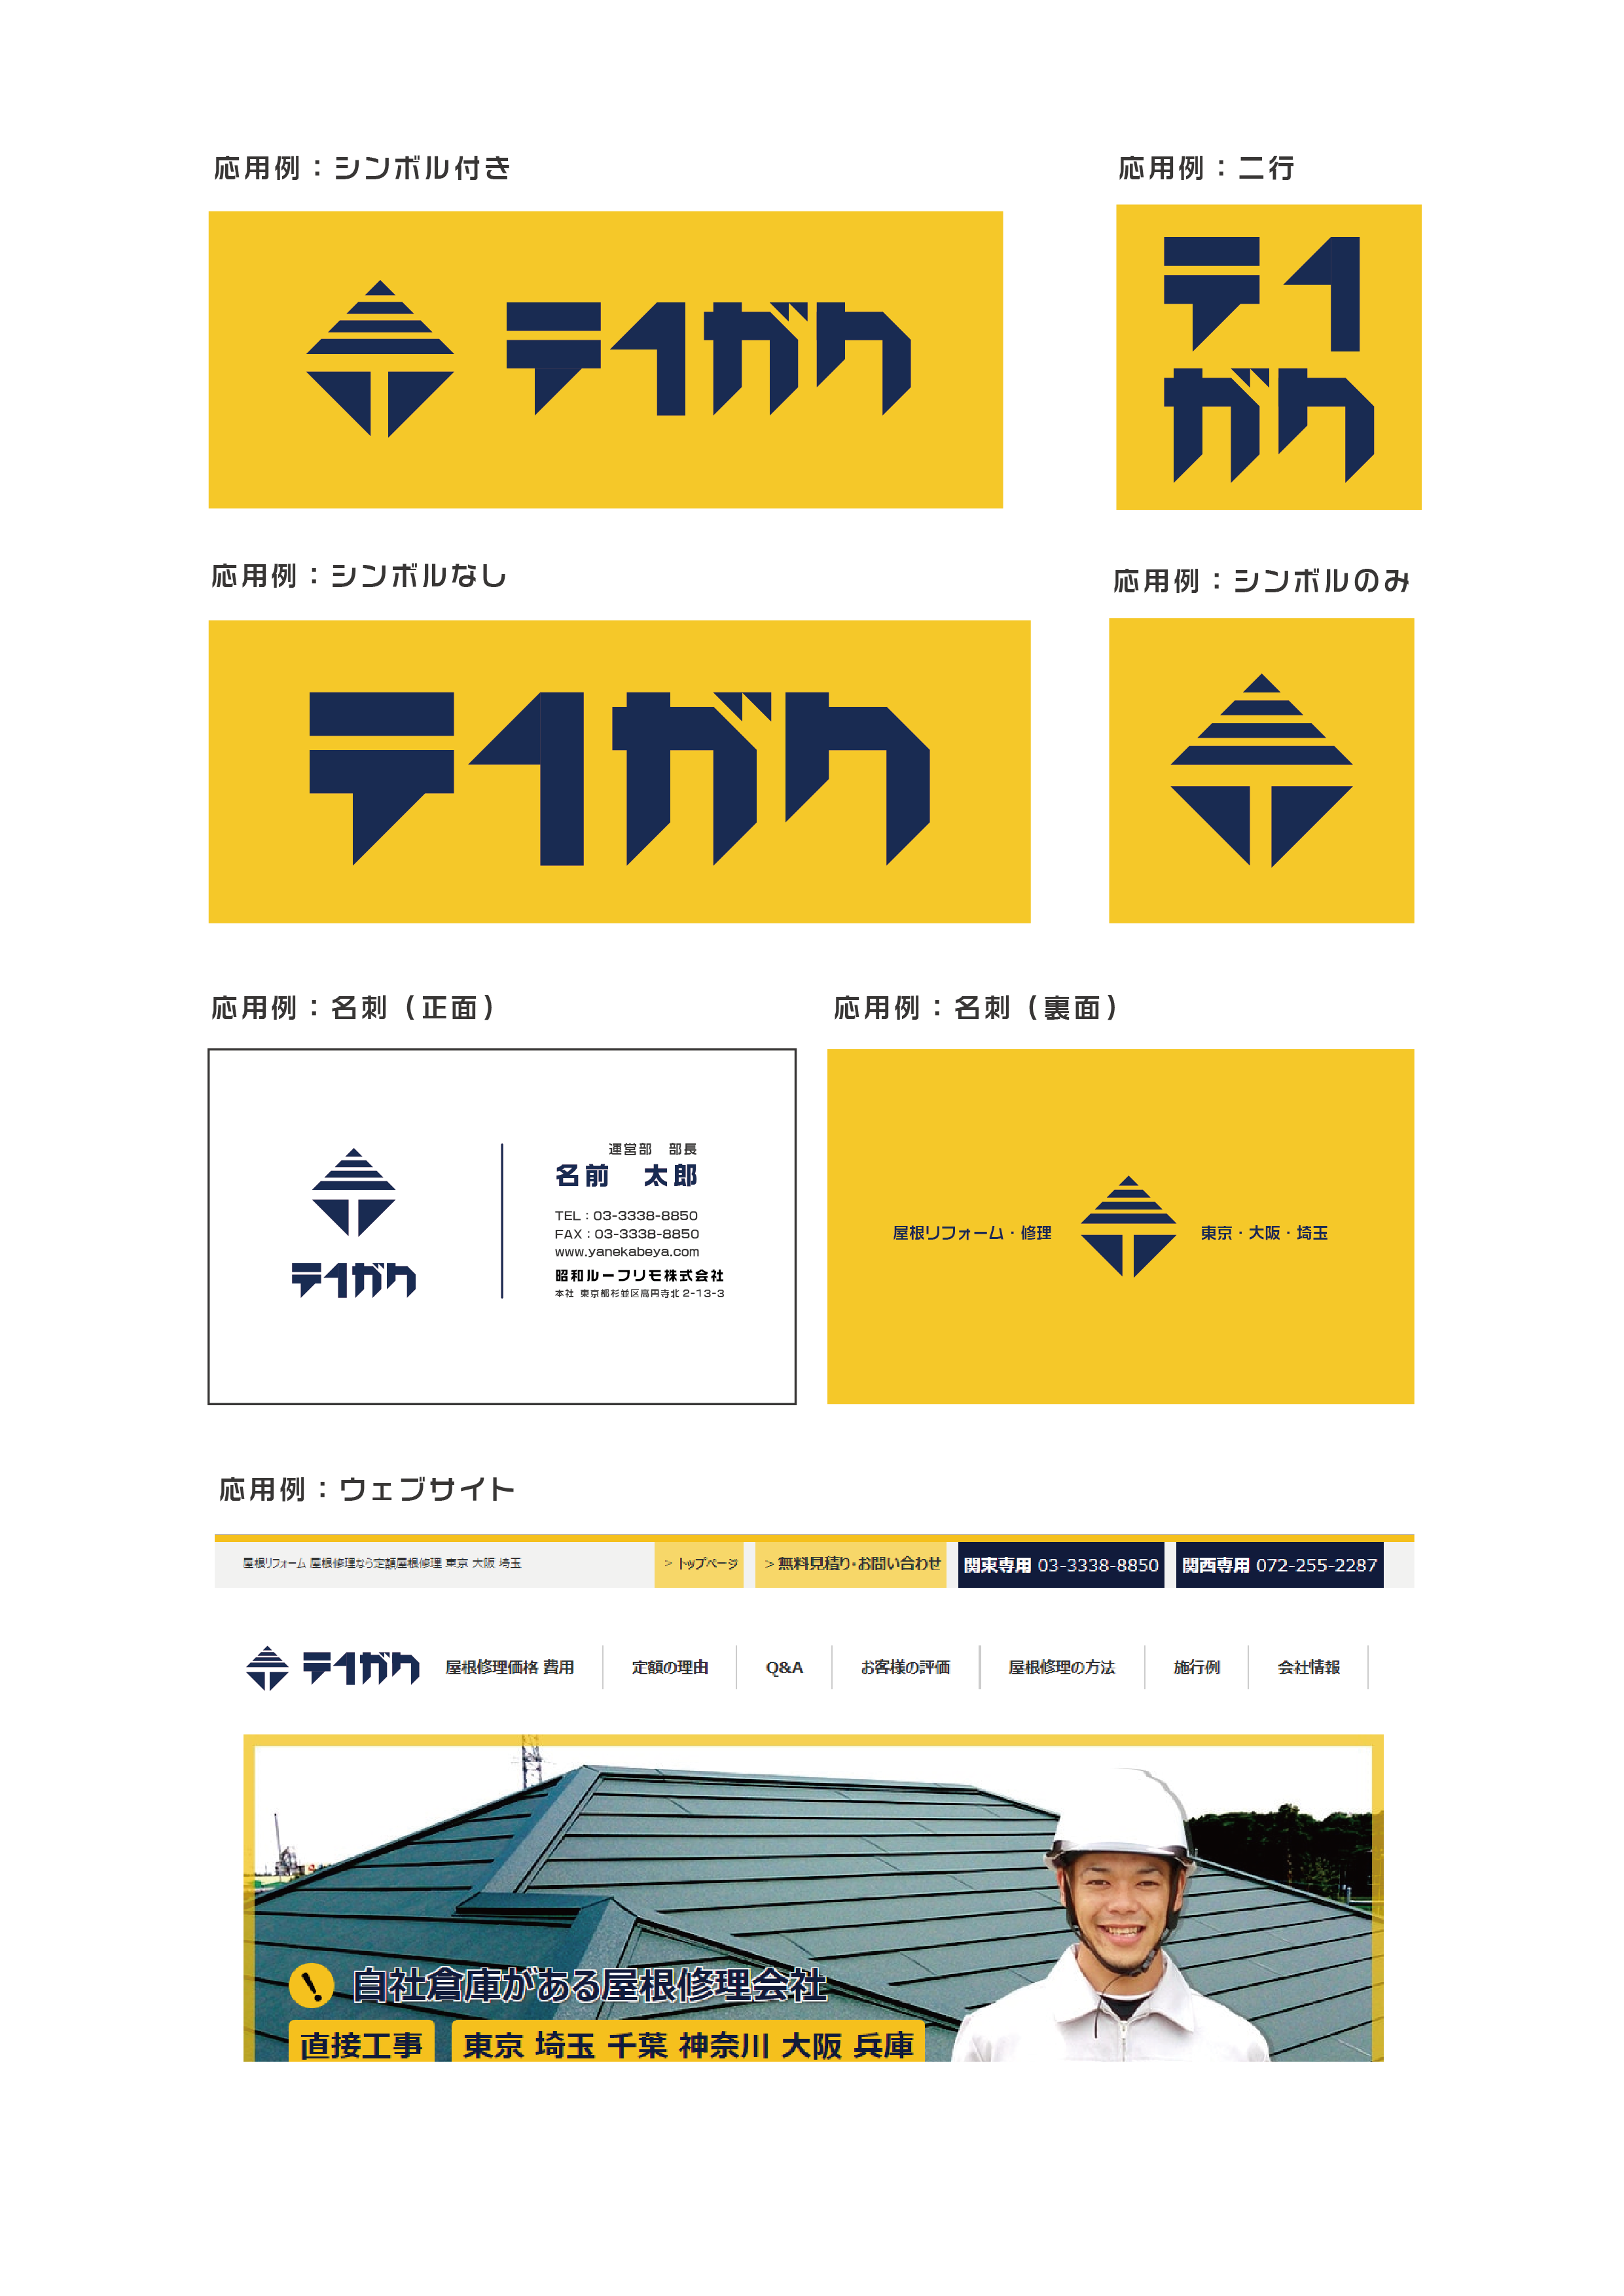 応用例：シンボル付き
応用例：二行
テイガク
テイ
ガク
応用例：シンボルなし
応用例：シンボルのみ
テイガク
応用例：名刺（正面）
応用例：名刺（裏面）
運営部　部長
名前　太郎
TEL：03-3338-8850
FAX：03-3338-8850
www.yanekabeya.com
昭和ルーフリモ株式会社
本社 東京都杉並区高円寺北2-13-3
テイガク
屋根リフォーム・修理
東京・大阪・埼玉
応用例：ウェブサイト
屋根リフォーム 屋根修理なら定額屋根修理 東京 大阪 埼玉
> トップページ
> 無料見積り・お問い合わせ
関東専用 03-3338-8850
関西専用 072-255-2287
テイガク
屋根修理価格 費用
定額の理由
Q&A
お客様の評価
屋根修理の方法
施行例
会社情報
! 自社倉庫がある屋根修理会社
直接工事
東京 埼玉 千葉 神奈川 大阪 兵庫